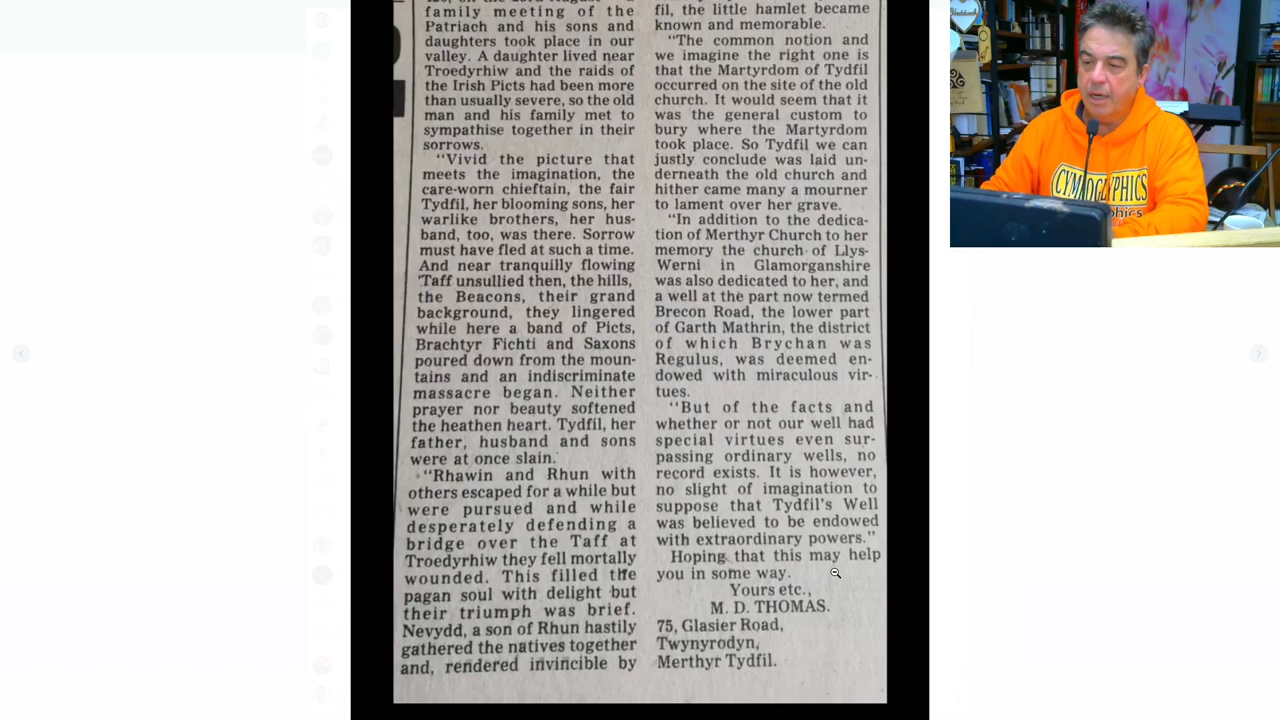 family meeting of the
Patriach and his sons and
daughters took place in our
valley. A daughter lived near
Troedyrhiw and the raids of
the Irish Picts had been more
than usually severe, so the old
man and his family met to
sympathise together in their
sorrows.
"Vivid the picture that
meets the imagination, the
care-worn chieftain, the fair
Tydfil, her blooming sons, her
warlike brothers, her hus-
band, too, was there. Sorrow
must have fled at such a time.
And near tranquilly flowing
Taff unsullied then, the hills,
the Beacons, their grand
background, they lingered
while here a band of Picts,
Brachtyr Fichti and Saxons
poured down from the moun-
tains and an indiscriminate
massacre began. Neither
prayer nor beauty softened
the heathen heart. Tydfil, her
father, husband and sons
were at once slain.
"Rhawin and Rhun with
others escaped for a while but
were pursued and while
desperately defending a
bridge over the Taff at
Troedyrhiw they fell mortally
wounded. This filled the
pagan soul with delight but
their triumph was brief.
Nevydd, a son of Rhun hastily
gathered the natives together
and, rendered invincible by
fil, the little hamlet became
known and memorable.
"The common notion and
we imagine the right one is
that the Martyrdom of Tydfil
occurred on the site of the old
church. It would seem that it
was the general custom to
bury where the Martyrdom
took place. So Tydfil we can
justly conclude was laid un-
derneath the old church and
hither came many a mourner
to lament over her grave.
"In addition to the dedica-
tion of Merthyr Church to her
memory the church of Llys-
Werni in Glamorganshire
was also dedicated to her, and
a well at the part now termed
Brecon Road, the lower part
of Garth Mathrin, the district
of which Brychan was
Regulus, was deemed en-
dowed with miraculous vir-
tues.
"But of the facts and
whether or not our well had
special virtues even sur-
passing ordinary wells, no
record exists. It is however,
no slight of imagination to
suppose that Tydfil's Well
was believed to be endowed
with extraordinary powers."
Hoping that this may help
you in some way.
Yours etc.,
M. D. THOMAS.
75, Glasier Road,
Twynyrodyn,
Merthyr Tydfil.